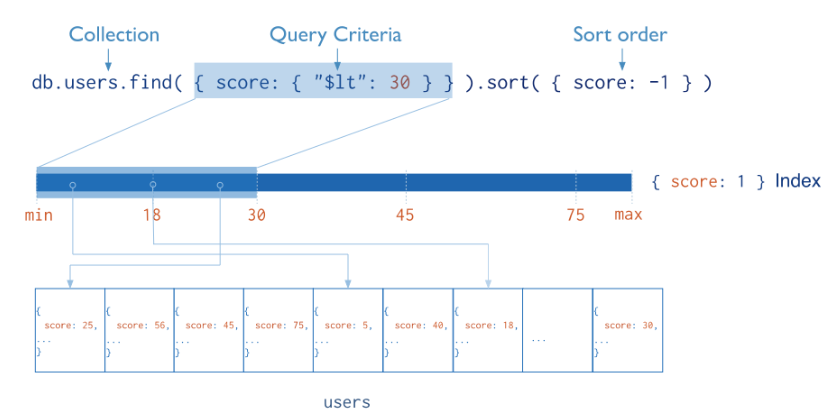 Collection Query Criteria Sort order
db.users.find( { score: { "$lt": 30 } } ).sort( { score: -1 } )
{ score: 1 } Index
min 18 30 45 75 max
{ { { { { { { {
score: 25, score: 56, score: 45, score: 75, score: 5, score: 40, score: 18, score: 30,
... ... ... ... ... ... ... ... ...
} } } } } } } }
users